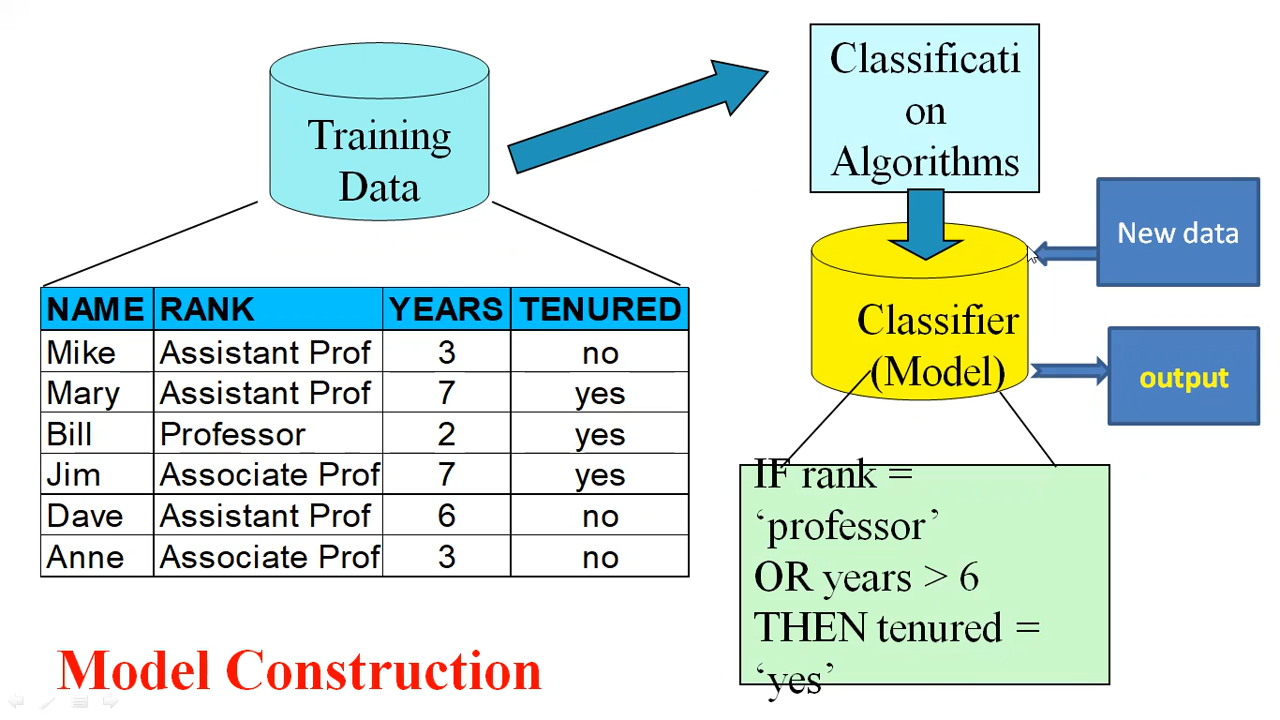 Training
Data
Classificati
on
Algorithms
New data
Classifier
(Model)
output
NAME RANK YEARS TENURED
Mike Assistant Prof 3 no
Mary Assistant Prof 7 yes
Bill Professor 2 yes
Jim Associate Prof 7 yes
Dave Assistant Prof 6 no
Anne Associate Prof 3 no
IF rank =
‘professor’
OR years > 6
THEN tenured =
‘yes’
Model Construction